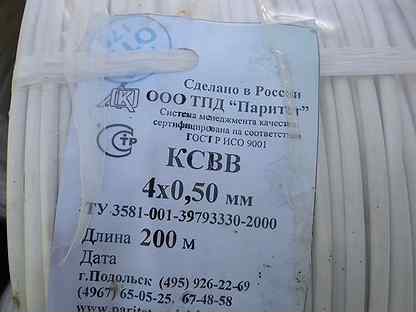 Сделано в России
ООО ТПД "Паритет"
Система менеджмента качества
сертифицирована на соответствие
ГОСТ Р ИСО 9001
СТР
КСВВ
4х0,50 мм
ТУ 3581-001-39793330-2000
Длина 200 м
Дата
г.Подольск (495) 926-22-69
(4967) 65-05-25, 67-48-58